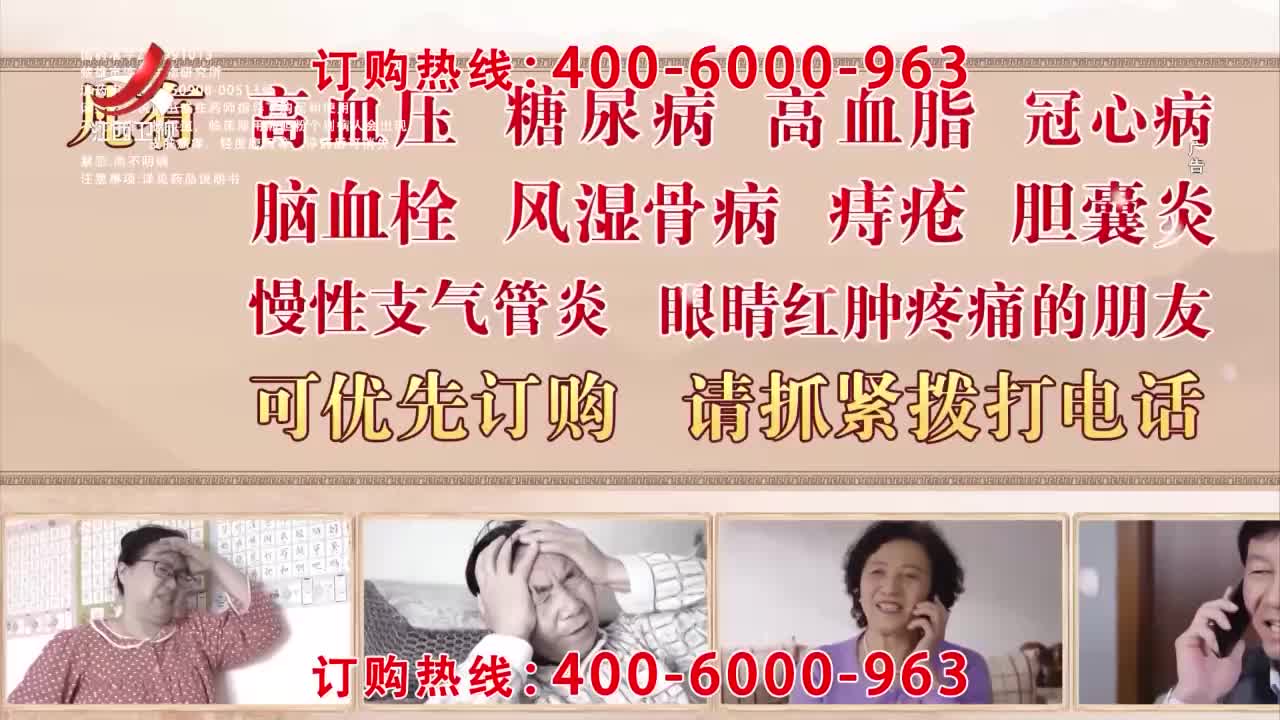 订购热线：400-6000-963
高血压 糖尿病 高血脂 冠心病
广告
脑血栓 风湿骨病 痔疮 胆囊炎
禁忌:尚不明确
注意事项:详见药品说明书
慢性支气管炎 眼睛红肿疼痛的朋友
可优先订购 请抓紧拨打电话
订购热线：400-6000-963